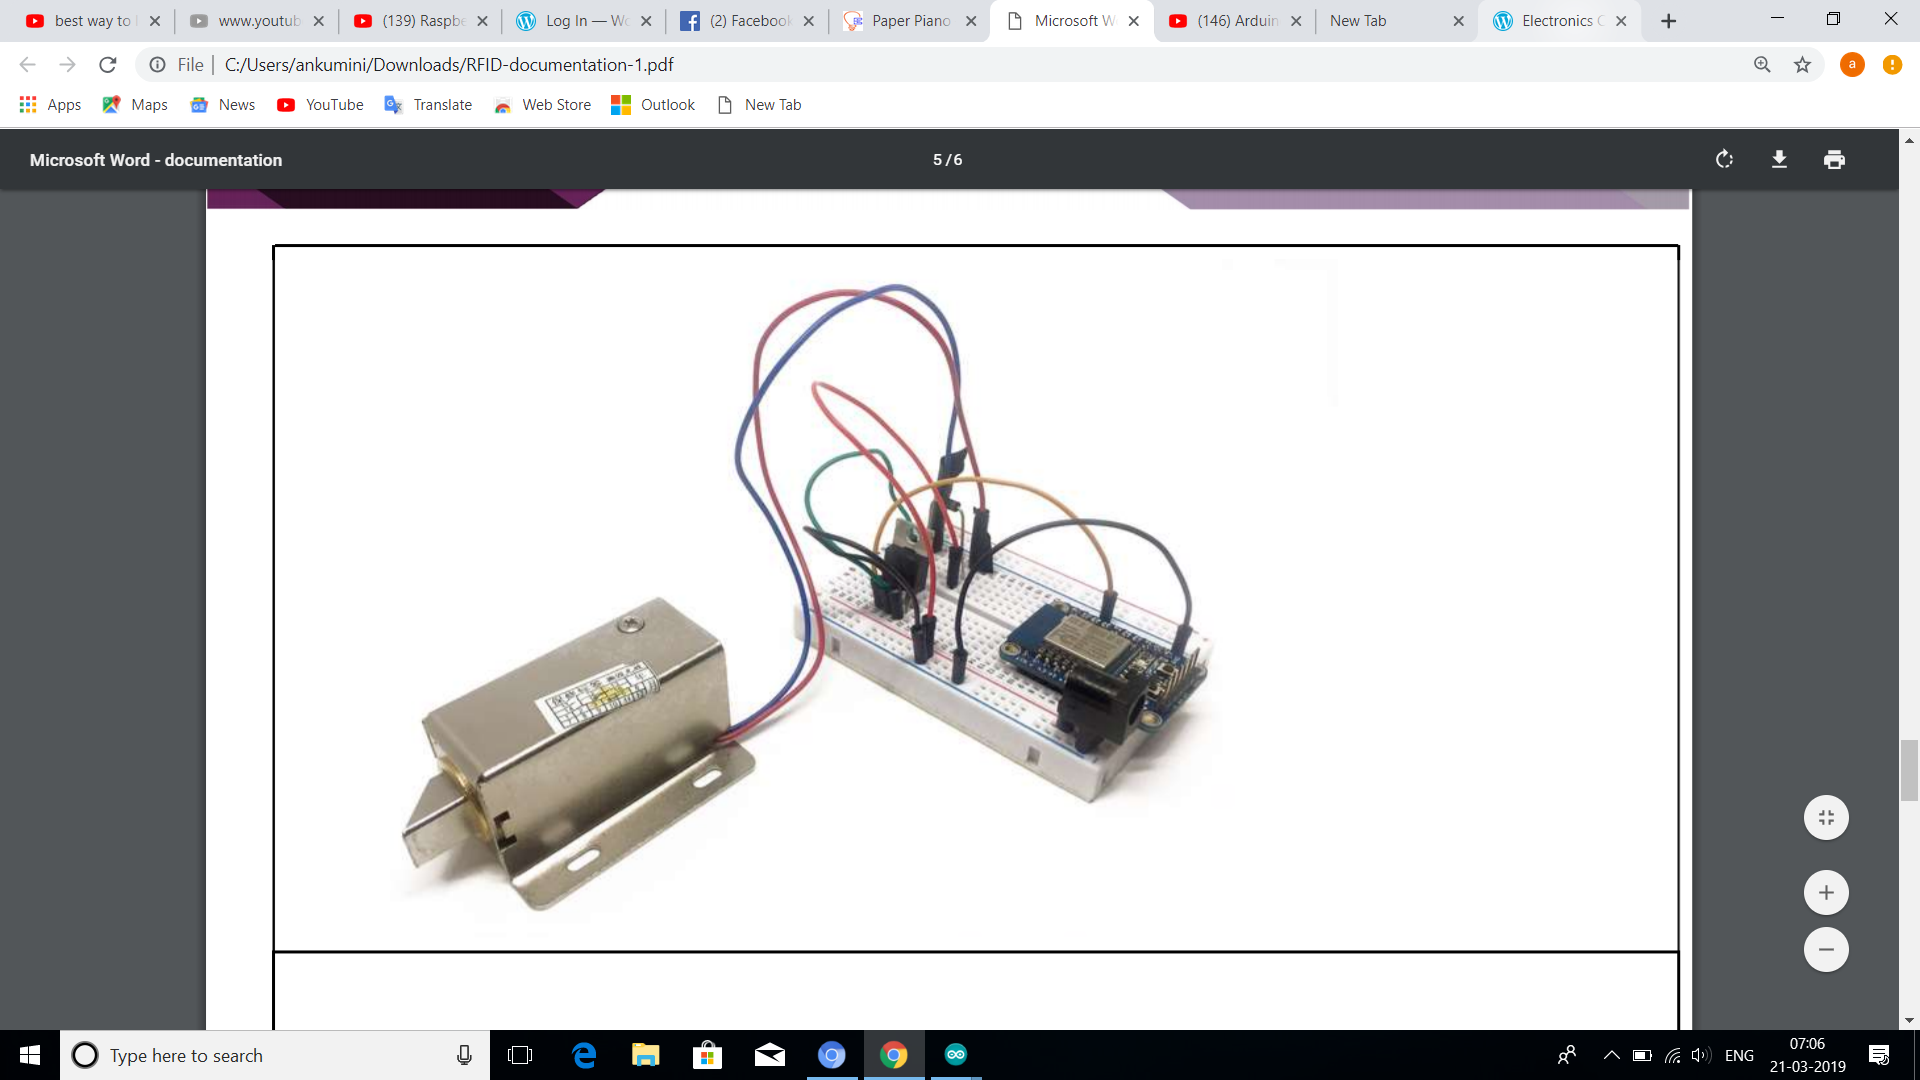 best way to
www.youtub
(139) Raspbe
Log In — Wo
(2) Facebook
Paper Piano
Microsoft W
(146) Arduin
New Tab
Electronics C
File
C:/Users/ankumini/Downloads/RFID-documentation-1.pdf
a
Apps
Maps
News
YouTube
Translate
Web Store
Outlook
New Tab
Microsoft Word - documentation
5 / 6
Type here to search
ENG
07:06
21-03-2019